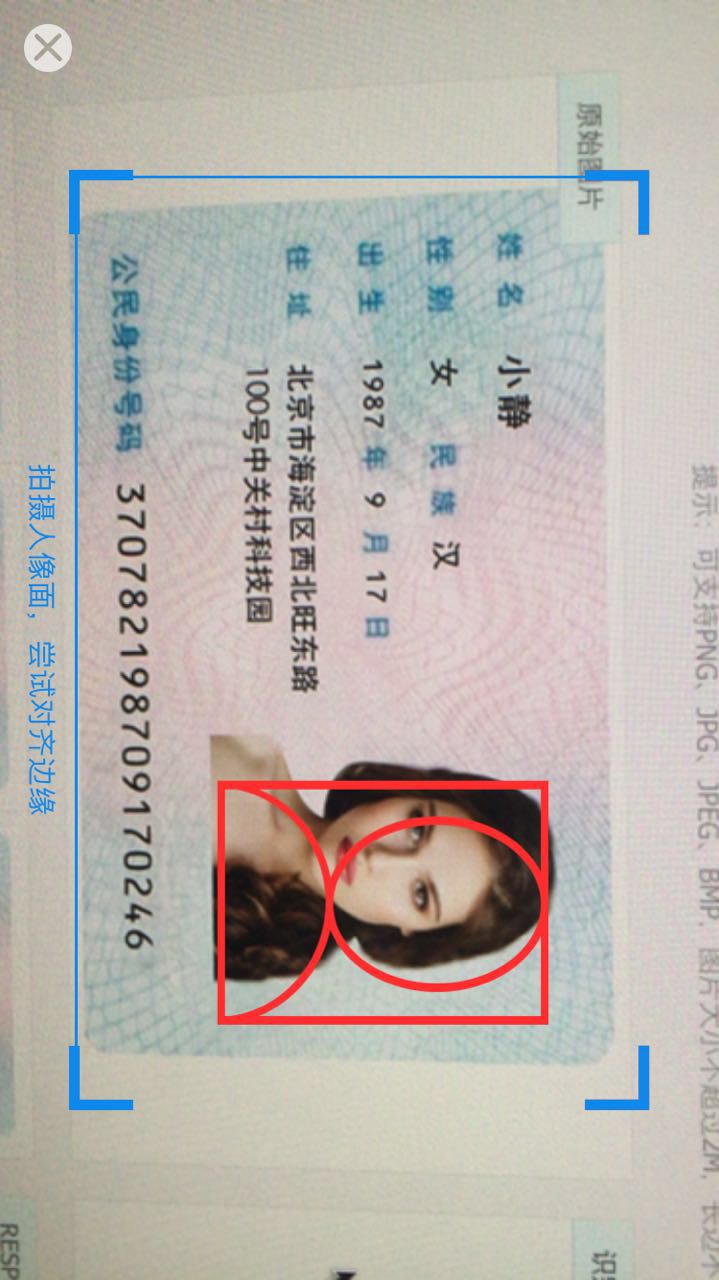 提示：可支持PNG、JPG、JPEG、BMP，图片大小不超过2M，长边不
原始图片
姓名 小静
性别 女 民族 汉
出生 1987 年 9 月 17 日
住址 北京市海淀区西北旺东路
100号中关村科技园
公民身份号码 370782198709170246
拍摄人像面，尝试对齐边缘
RESP